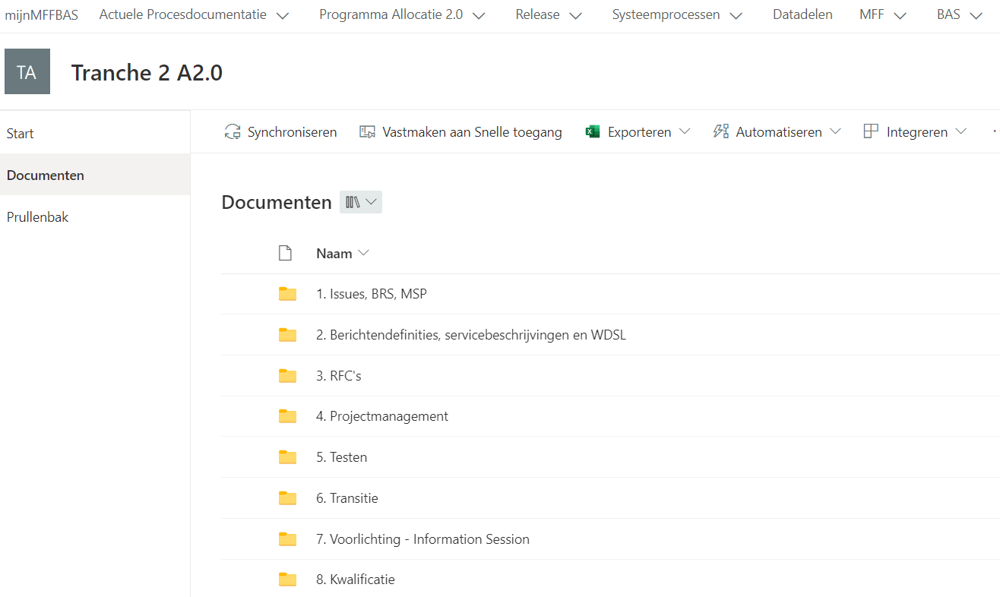 mijnMFFBAS Actuele Procesdocumentatie Programma Allocatie 2.0 Release Systeemprocessen Datadelen MFF BAS
TA Tranche 2 A2.0
Start
Documenten
Prullenbak
Synchroniseren Vastmaken aan Snelle toegang Exporteren Automatiseren Integreren
Documenten
Naam
1. Issues, BRS, MSP
2. Berichtendefinities, servicebeschrijvingen en WDSL
3. RFC's
4. Projectmanagement
5. Testen
6. Transitie
7. Voorlichting - Information Session
8. Kwalificatie